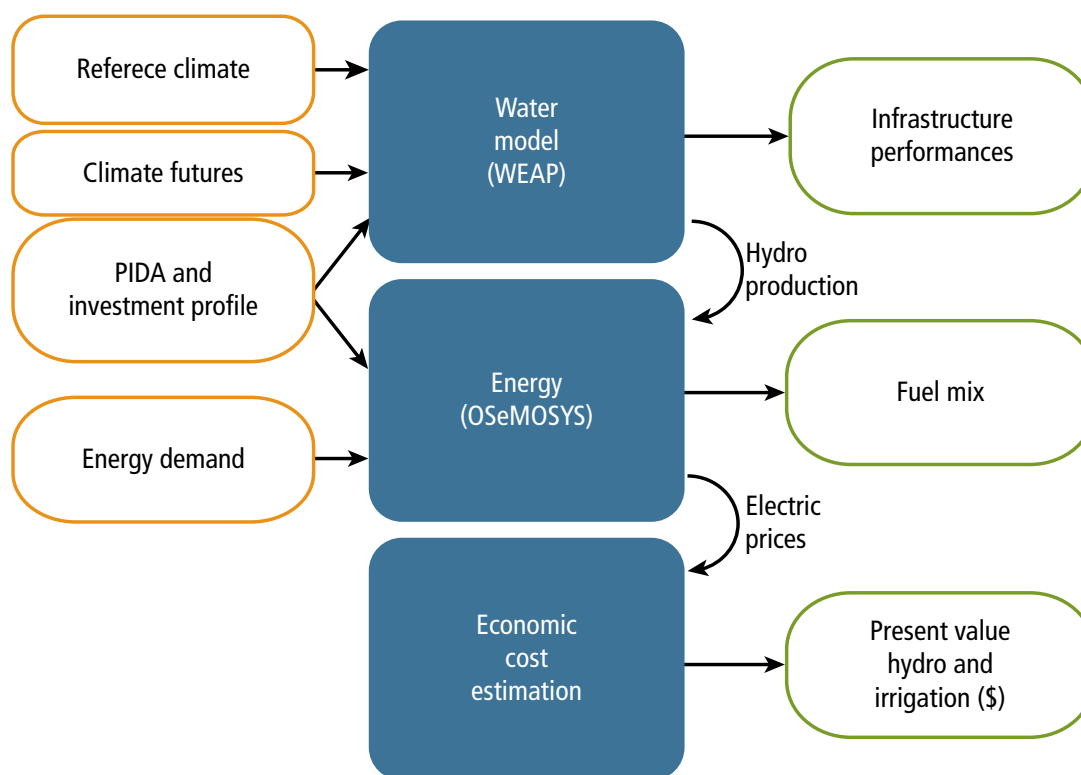 Referece climate
Climate futures
PIDA and
investment profile
Energy demand
Water
model
(WEAP)
Hydro
production
Energy
(OSeMOSYS)
Electric
prices
Economic
cost
estimation
Infrastructure
performances
Fuel mix
Present value
hydro and
irrigation ($)